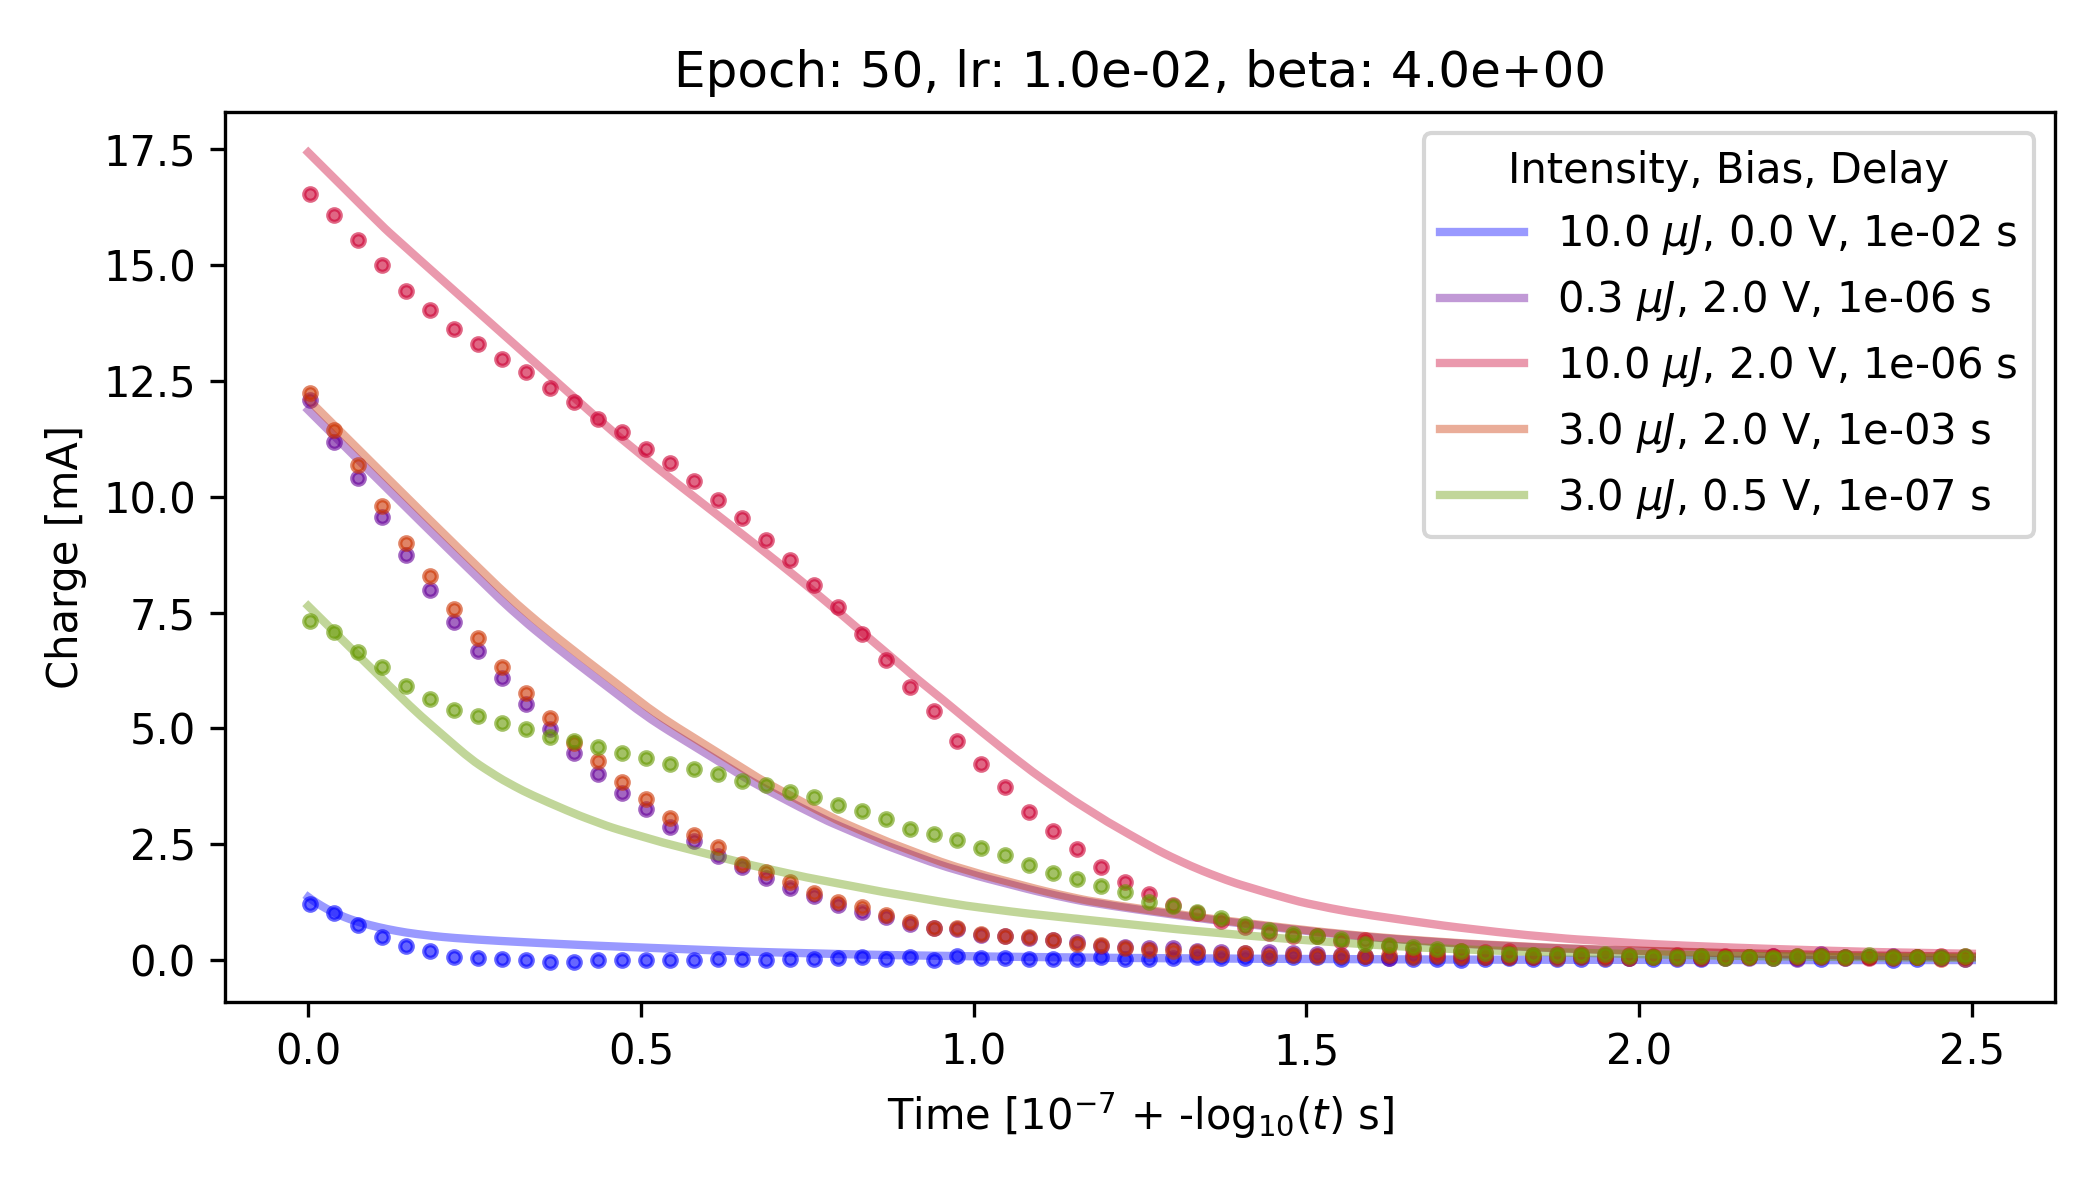 Epoch: 50, lr: 1.0e-02, beta: 4.0e+00
Charge [mA]
17.5
15.0
12.5
10.0
7.5
5.0
2.5
0.0
Intensity, Bias, Delay
10.0 μJ, 0.0 V, 1e-02 s
0.3 μJ, 2.0 V, 1e-06 s
10.0 μJ, 2.0 V, 1e-06 s
3.0 μJ, 2.0 V, 1e-03 s
3.0 μJ, 0.5 V, 1e-07 s
0.0 0.5 1.0 1.5 2.0 2.5
Time [10⁻⁷ + -log₁₀(t) s]